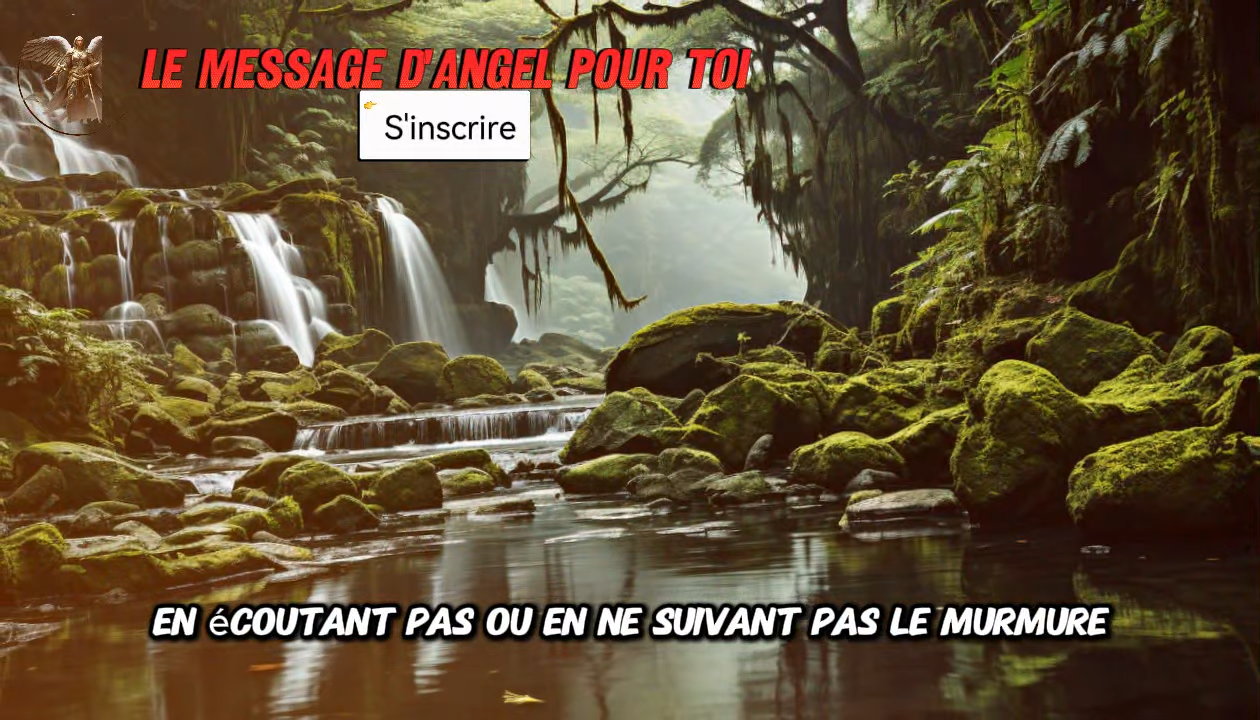 LE MESSAGE D'ANGEL POUR TOI
👉 S'inscrire
EN éCOUTANT PAS OU EN NE SUIVANT PAS LE MURMURE